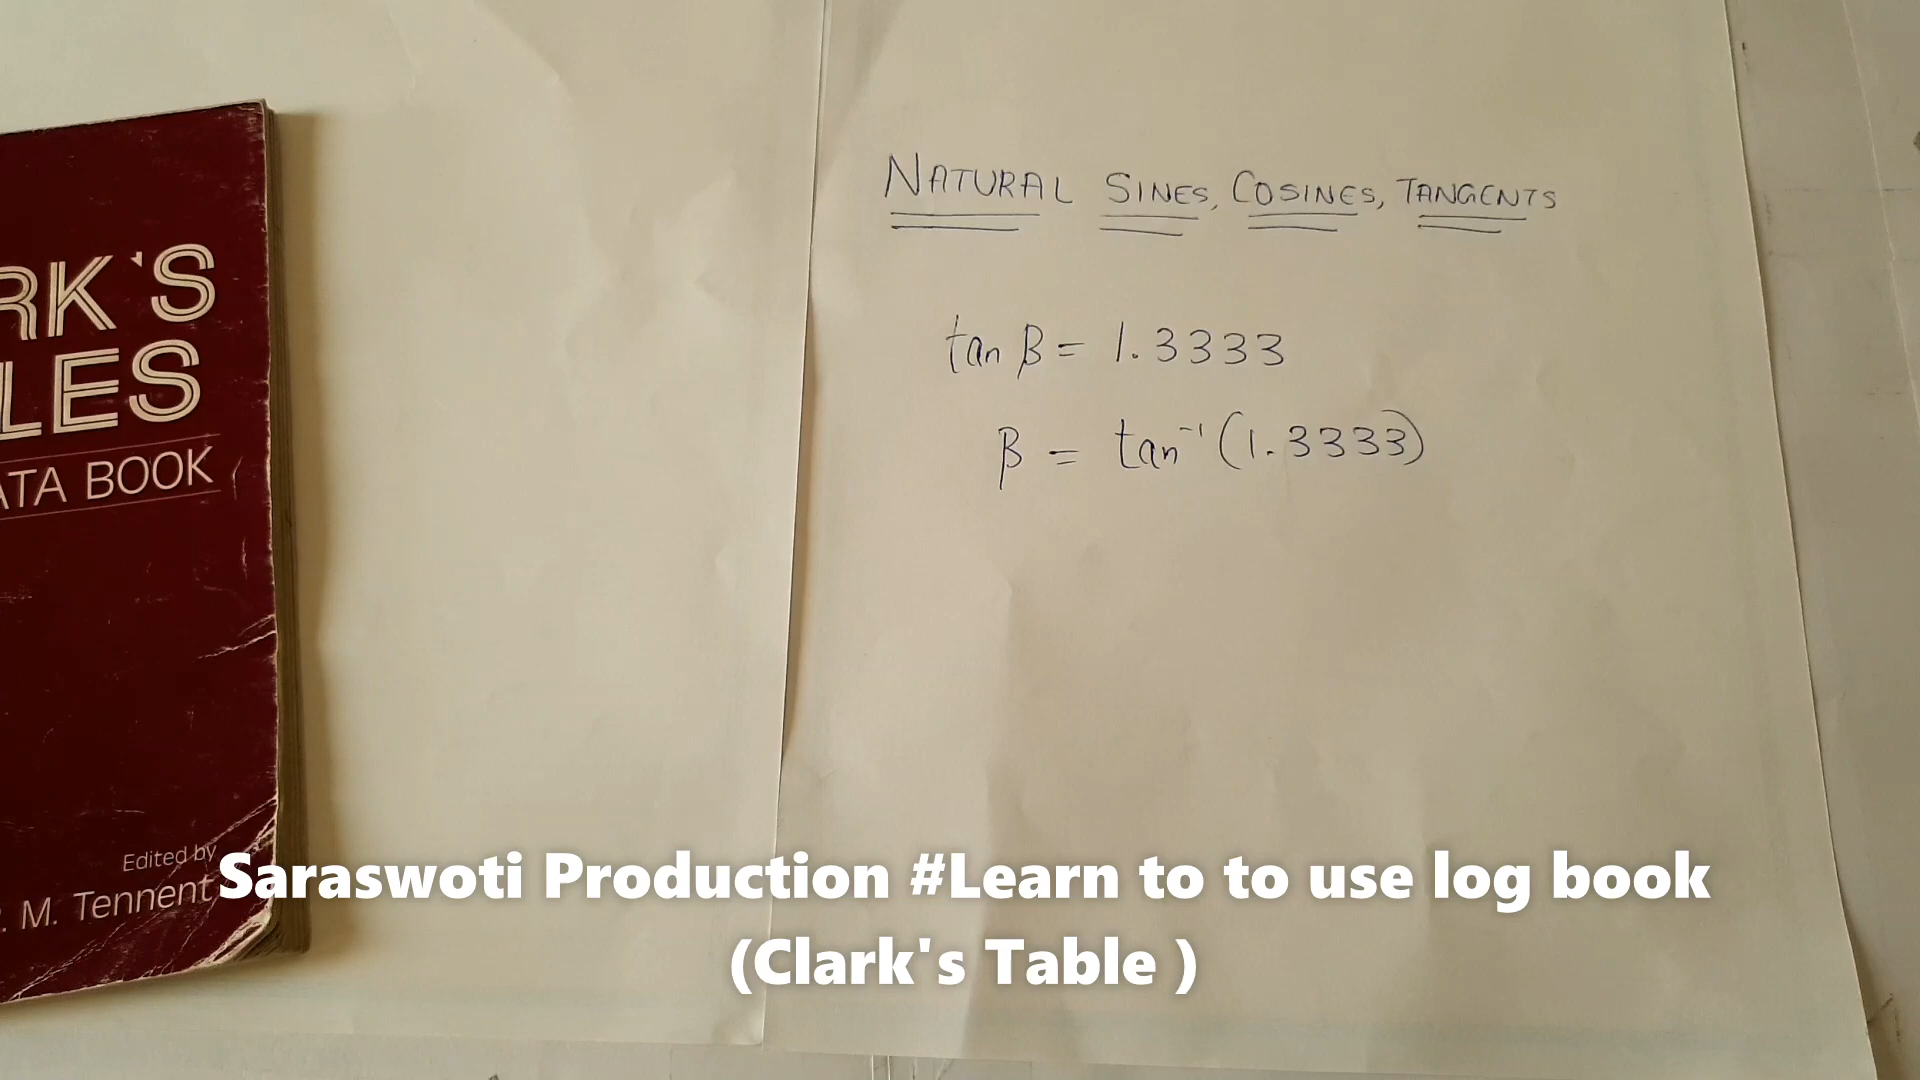 RK'S
LES
ATA BOOK
Edited by
. M. Tennent
NATURAL SINES, COSINES, TANGENTS
tan β = 1.3333
β = tan⁻¹ (1.3333)
Saraswoti Production #Learn to to use log book
(Clark's Table )